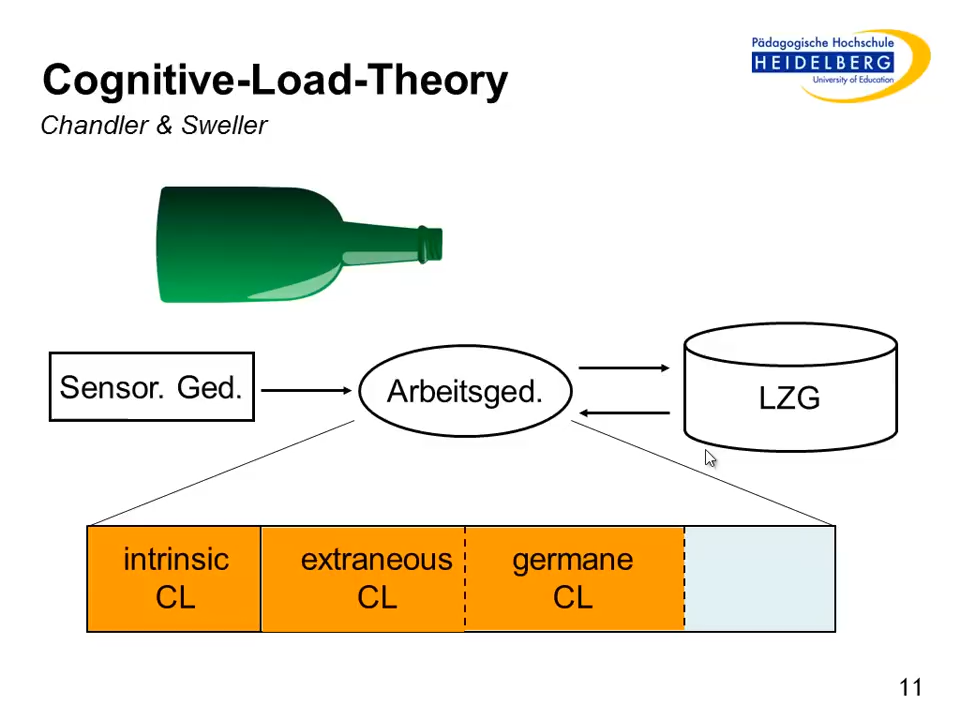 Pädagogische Hochschule
HEIDELBERG
University of Education
Cognitive-Load-Theory
Chandler & Sweller
Sensor. Ged.
Arbeitsged.
LZG
intrinsic
CL
extraneous
CL
germane
CL
11